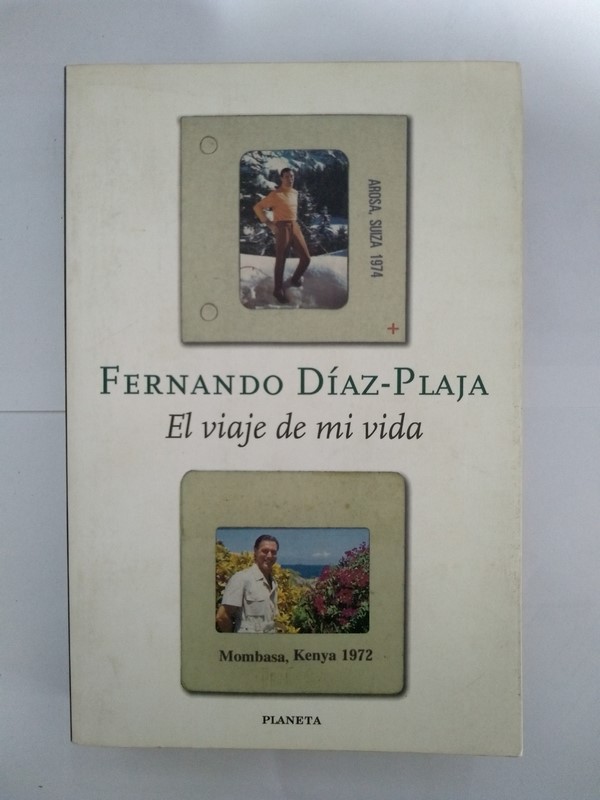 AROSA, SUIZA 1974
+
FERNANDO DÍAZ-PLAJA
El viaje de mi vida
Mombasa, Kenya 1972
PLANETA